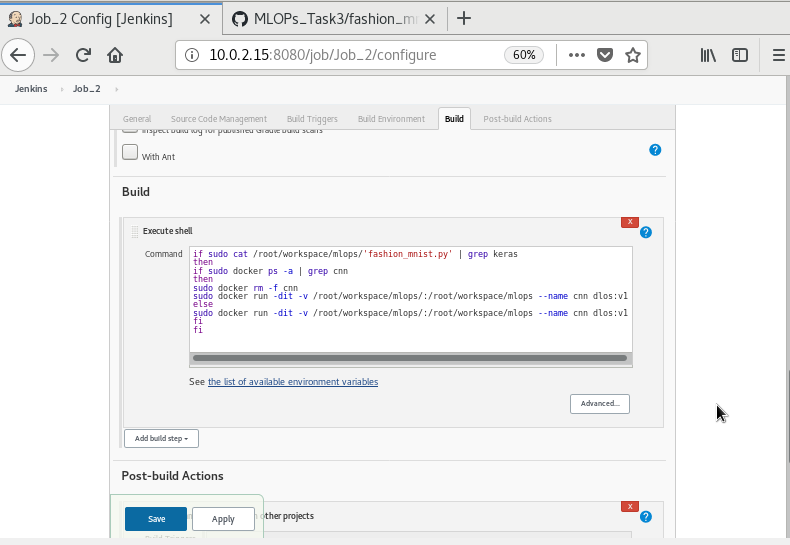 Job_2 Config [Jenkins]
MLOPs_Task3/fashion_m
10.0.2.15:8080/job/Job_2/configure
60%
Jenkins
Job_2
General
Source Code Management
Build Triggers
Build Environment
Build
Post-build Actions
Inspect build log for published Gradle build scans
With Ant
Build
X
Execute shell
Command
if sudo cat /root/workspace/mlops/'fashion_mnist.py' | grep keras
then
if sudo docker ps -a | grep cnn
then
sudo docker rm -f cnn
sudo docker run -dit -v /root/workspace/mlops/:/root/workspace/mlops --name cnn dlos:v1
else
sudo docker run -dit -v /root/workspace/mlops/:/root/workspace/mlops --name cnn dlos:v1
fi
fi
See the list of available environment variables
Advanced...
Add build step
Post-build Actions
X
other projects
Save
Apply
Build Triggers